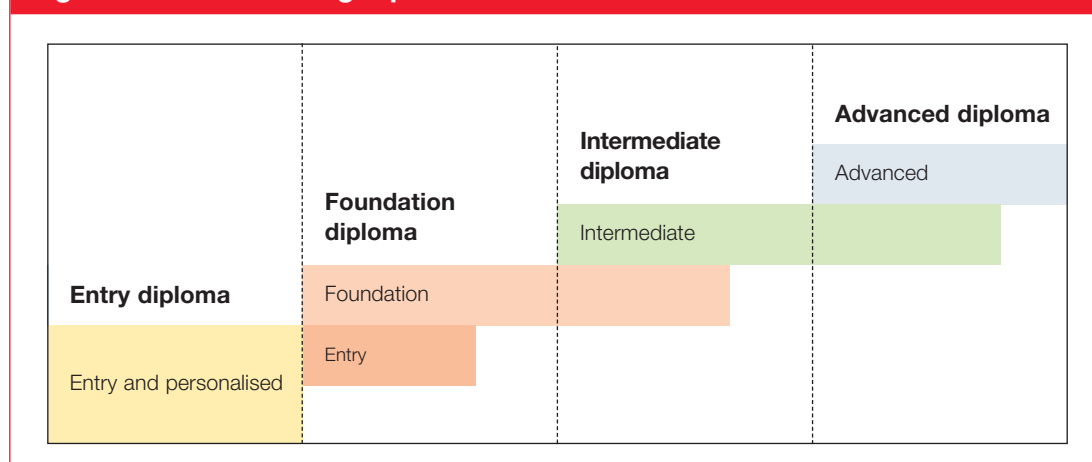 Entry diploma
Entry and personalised
Foundation
diploma
Foundation
Entry
Intermediate
diploma
Intermediate
Advanced diploma
Advanced